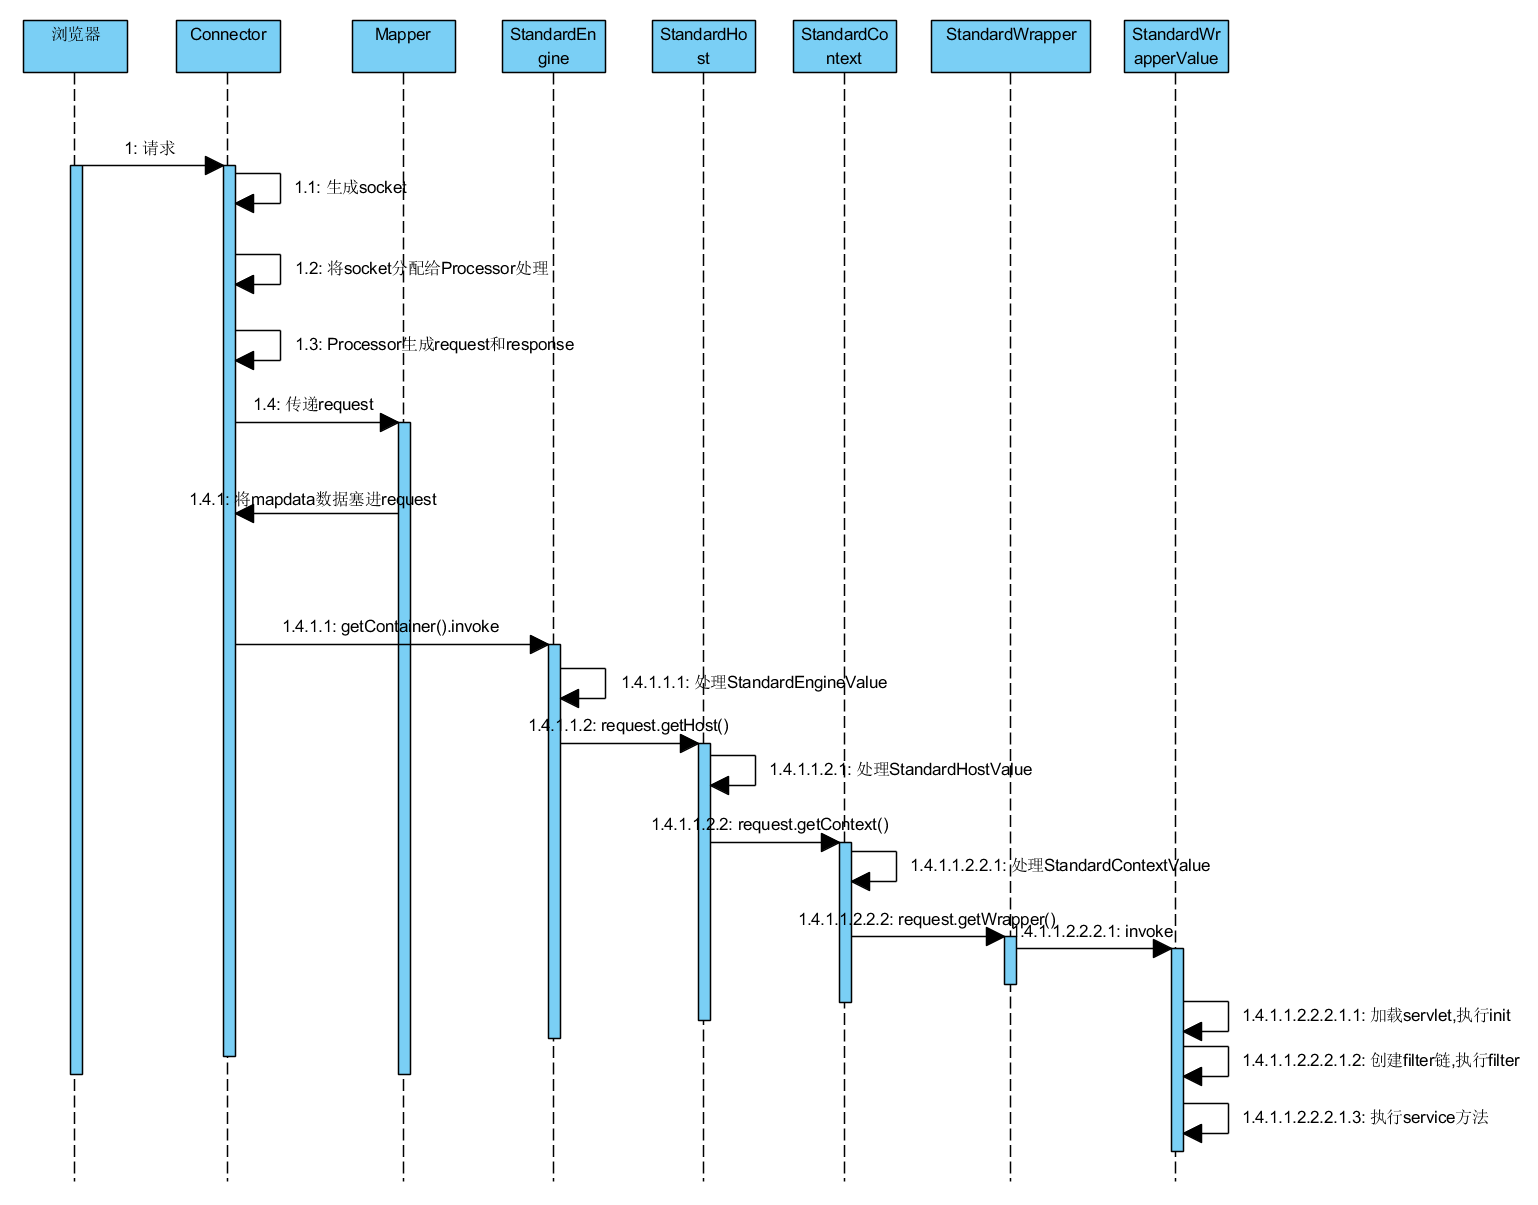 浏览器
Connector
Mapper
StandardEn
gine
StandardHo
st
StandardCo
ntext
StandardWrapper
StandardWr
apperValue
1: 请求
1.1: 生成socket
1.2: 将socket分配给Processor处理
1.3: Processor生成request和response
1.4: 传递request
1.4.1: 将mapdata数据塞进request
1.4.1.1: getContainer().invoke
1.4.1.1.1: 处理StandardEngineValue
1.4.1.1.2: request.getHost()
1.4.1.1.2.1: 处理StandardHostValue
1.4.1.1.2.2: request.getContext()
1.4.1.1.2.2.1: 处理StandardContextValue
1.4.1.1.2.2.2: request.getWrapper()
1.4.1.1.2.2.2.1: invoke
1.4.1.1.2.2.2.1.1: 加载servlet,执行init
1.4.1.1.2.2.2.1.2: 创建filter链,执行filter
1.4.1.1.2.2.2.1.3: 执行service方法